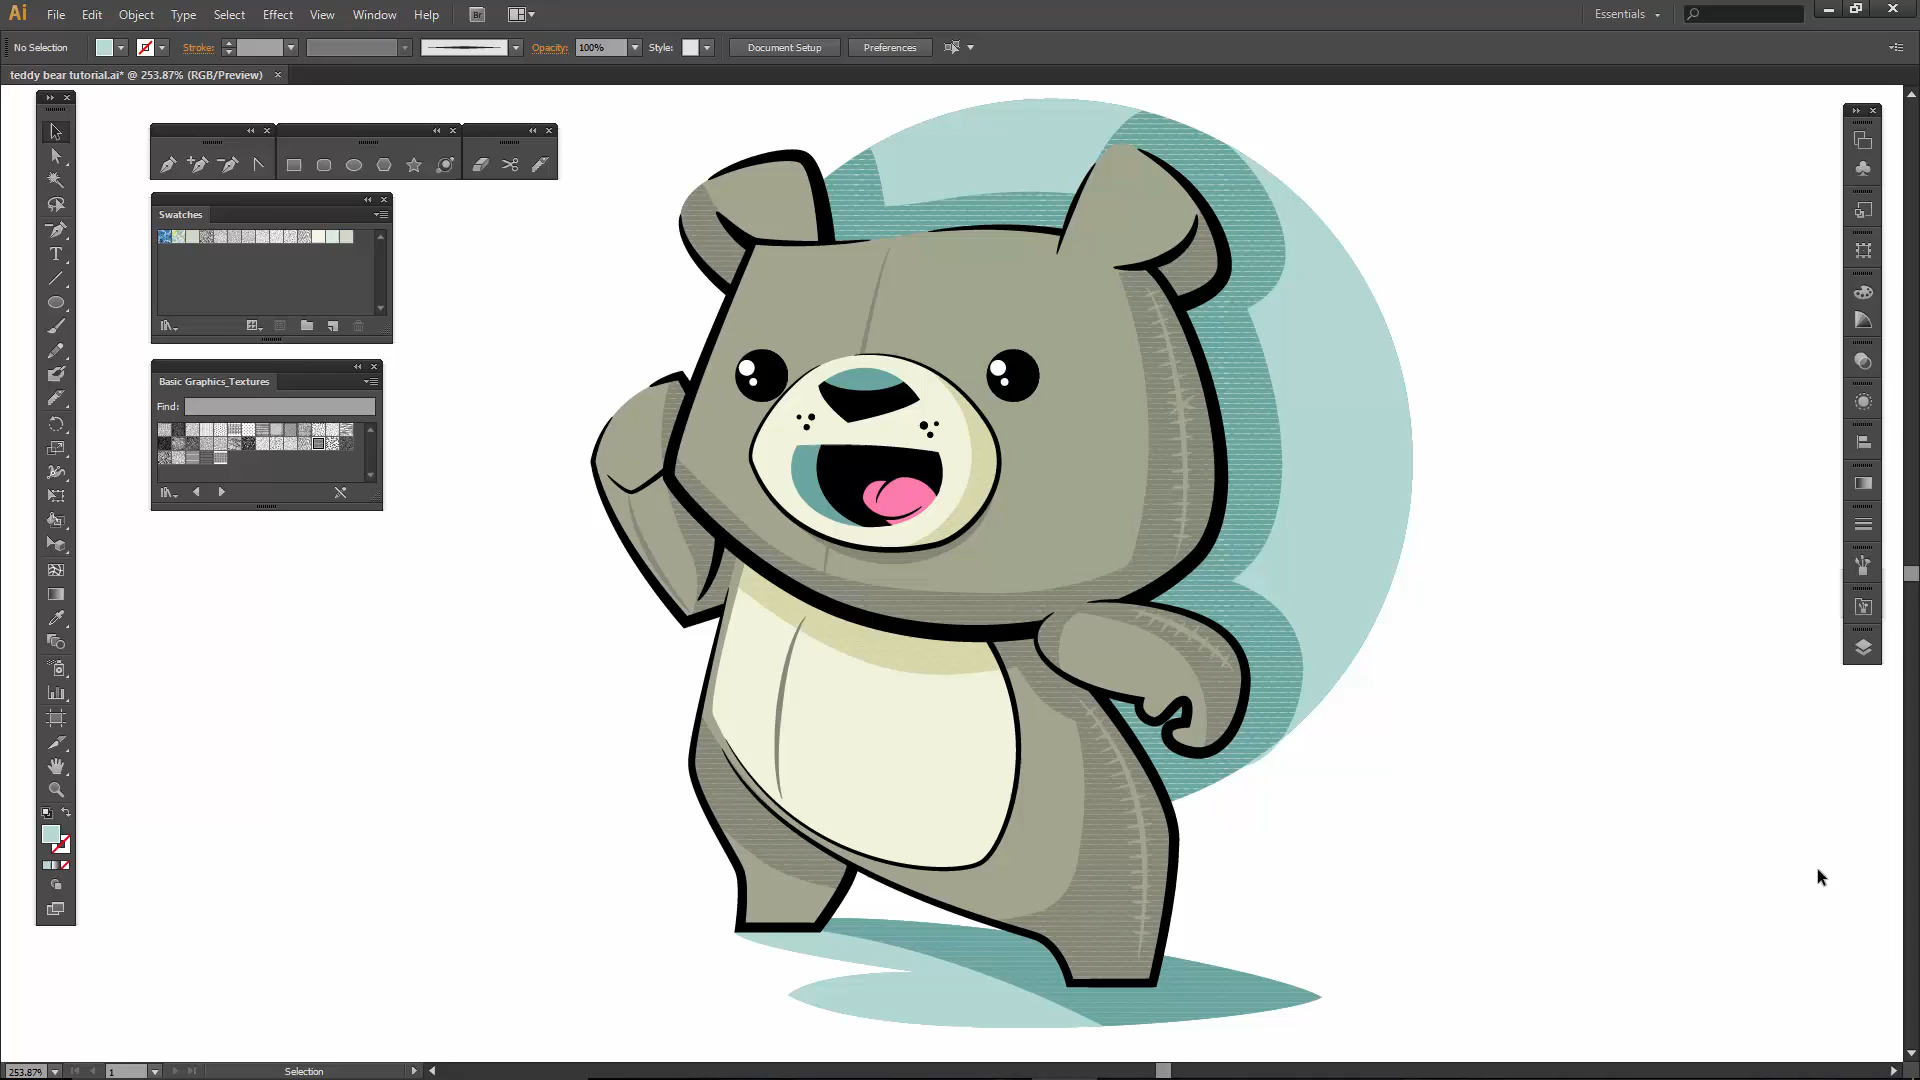 Ai File Edit Object Type Select Effect View Window Help Br Essentials
No Selection Stroke: Opacity: 100% Style: Document Setup Preferences
teddy bear tutorial.ai* @ 253.87% (RGB/Preview)
Swatches
Basic Graphics_Textures
Find:
253.87% 1 Selection